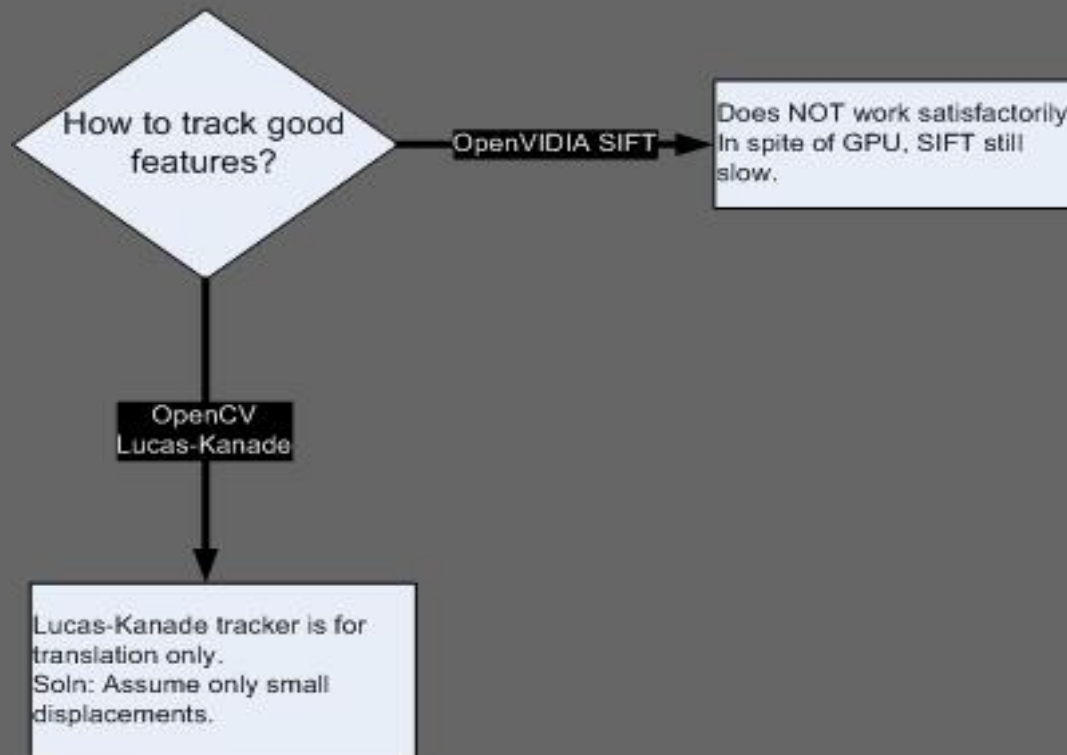 How to track good
features?
OpenVIDIA SIFT
Does NOT work satisfactorily
In spite of GPU, SIFT still
slow.
OpenCV
Lucas-Kanade
Lucas-Kanade tracker is for
translation only.
Soln: Assume only small
displacements.